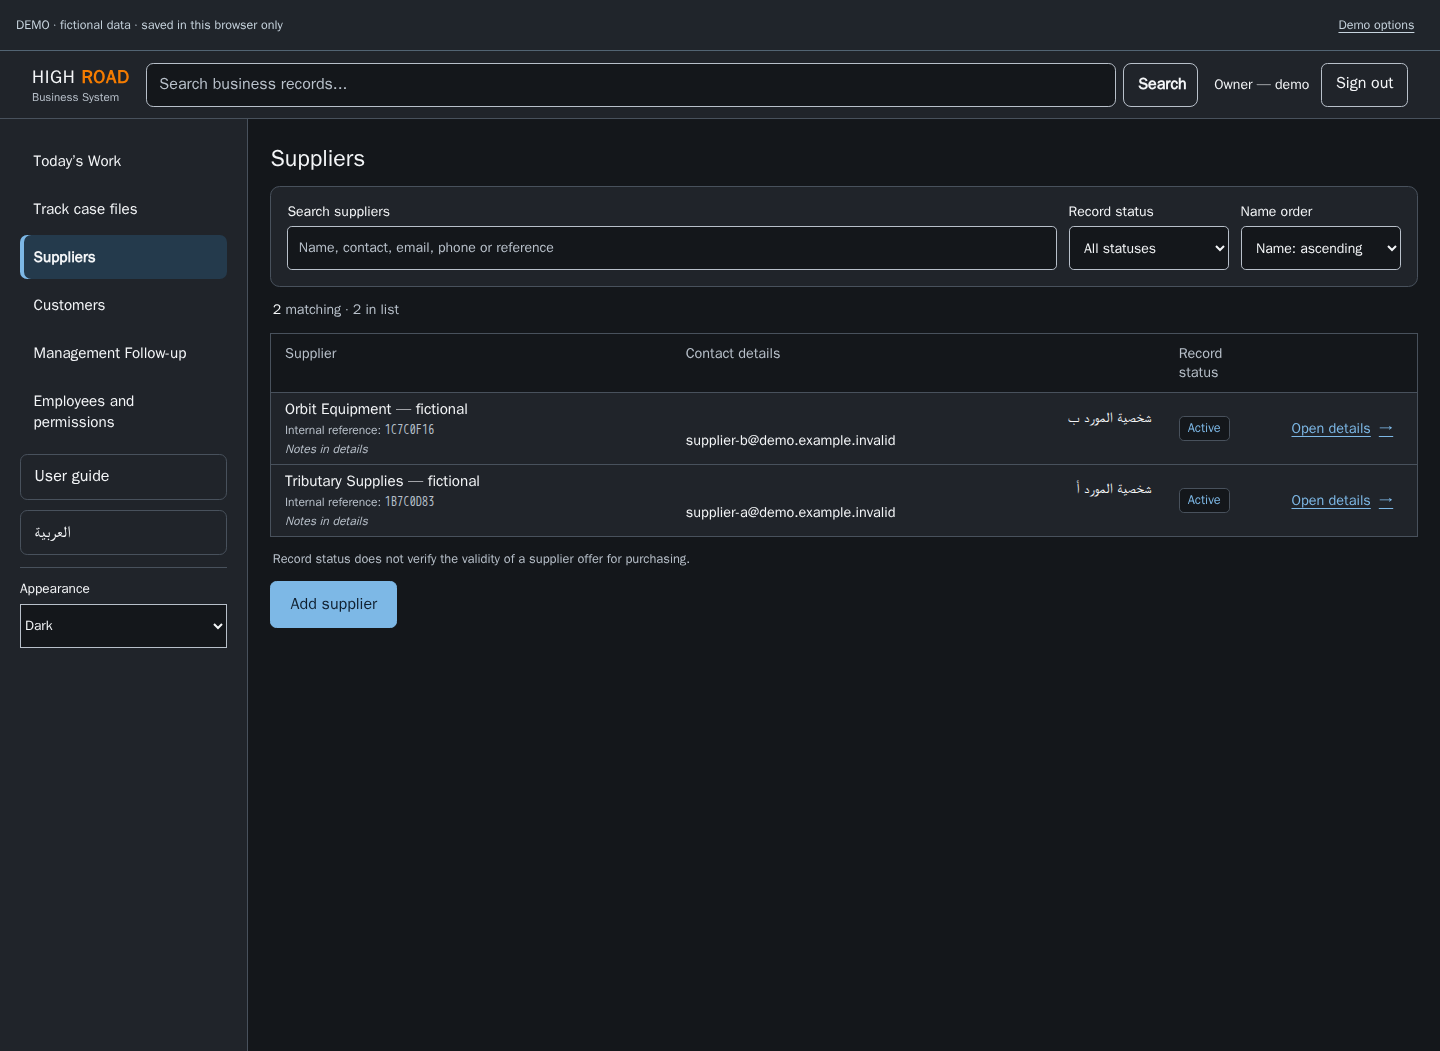 DEMO · fictional data · saved in this browser only
Demo options
HIGH ROAD
Business System
Search business records...
Search
Owner — demo
Sign out
Today's Work
Track case files
Suppliers
Customers
Management Follow-up
Employees and
permissions
User guide
العربية
Appearance
Dark
Suppliers
Search suppliers
Name, contact, email, phone or reference
Record status
All statuses
Name order
Name: ascending
2 matching · 2 in list
Supplier
Contact details
Record
status
Orbit Equipment — fictional
Internal reference: 1C7C0F16
Notes in details
شخصية المورد ب
supplier-b@demo.example.invalid
Active
Open details →
Tributary Supplies — fictional
Internal reference: 1B7C0D83
Notes in details
شخصية المورد أ
supplier-a@demo.example.invalid
Active
Open details →
Record status does not verify the validity of a supplier offer for purchasing.
Add supplier